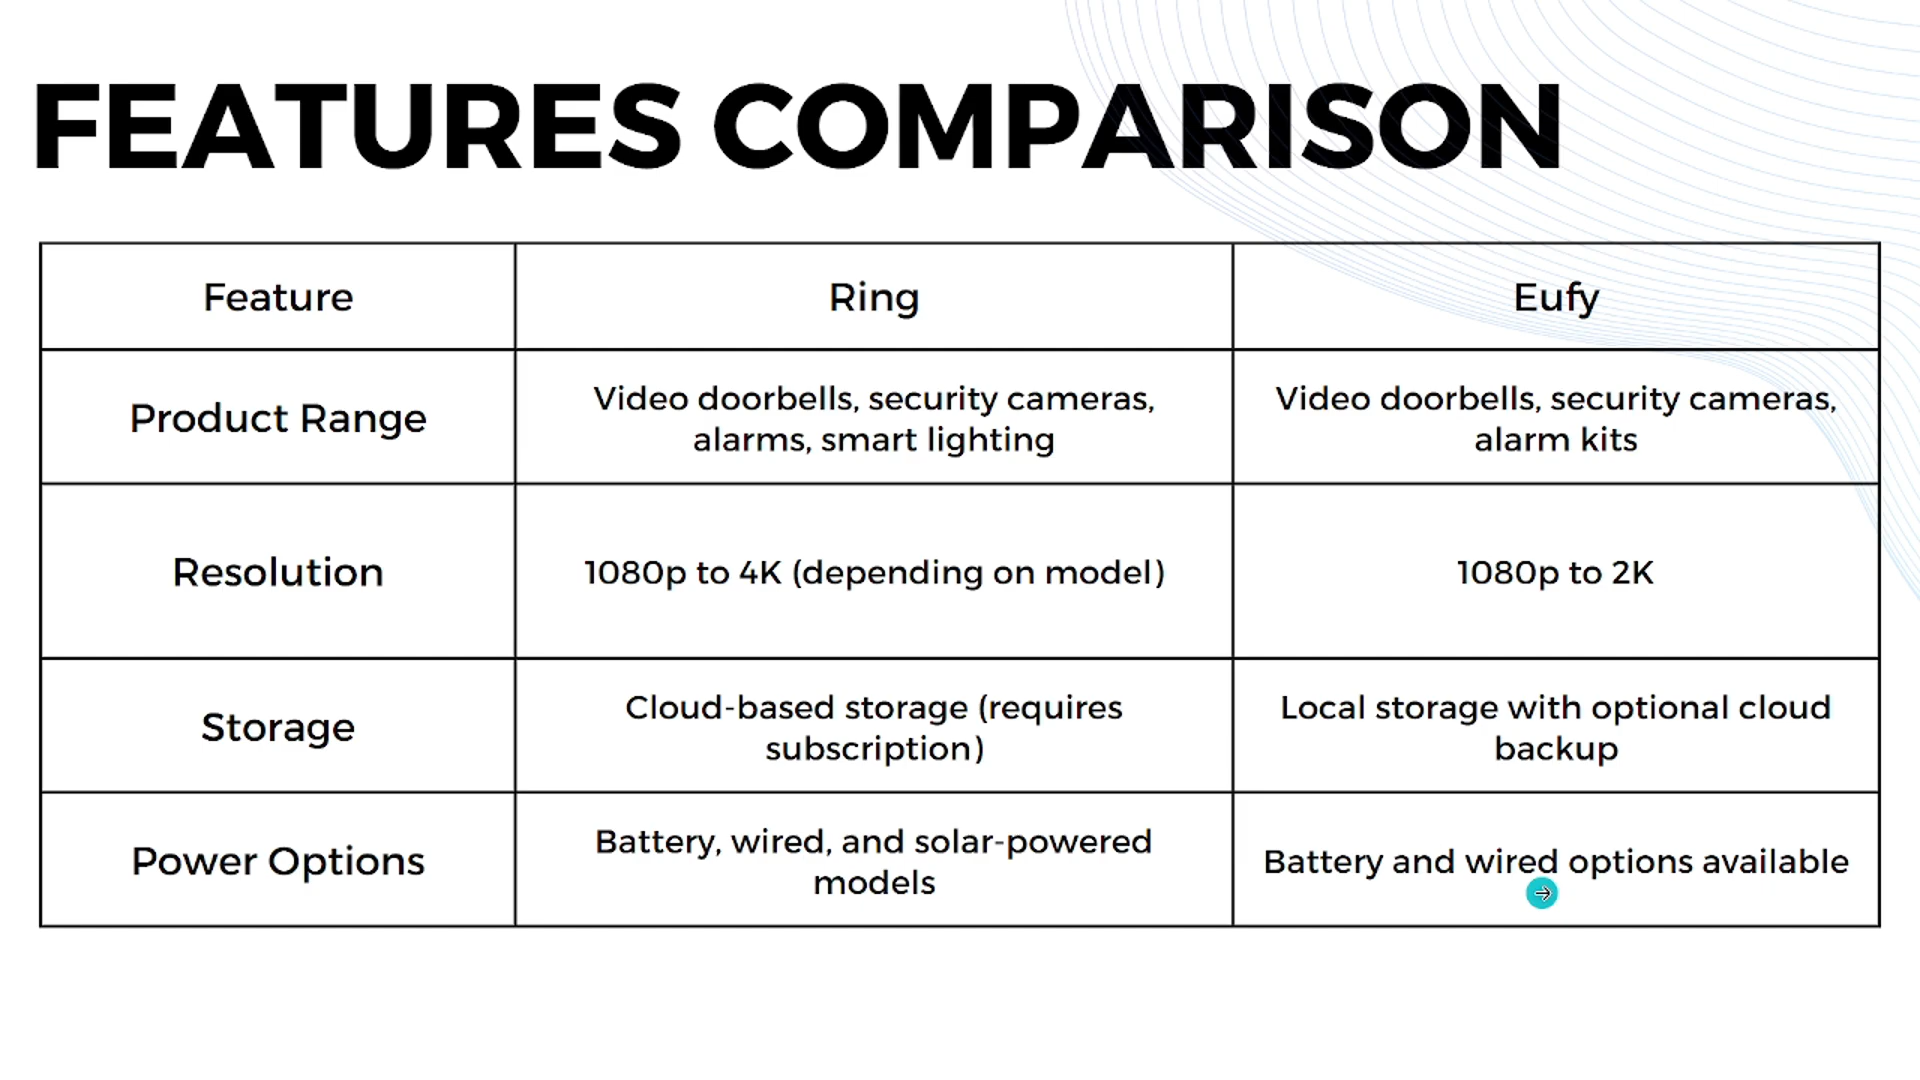 FEATURES COMPARISON
Feature
Ring
Eufy
Product Range
Video doorbells, security cameras,
alarms, smart lighting
Video doorbells, security cameras,
alarm kits
Resolution
1080p to 4K (depending on model)
1080p to 2K
Storage
Cloud-based storage (requires
subscription)
Local storage with optional cloud
backup
Power Options
Battery, wired, and solar-powered
models
Battery and wired options available